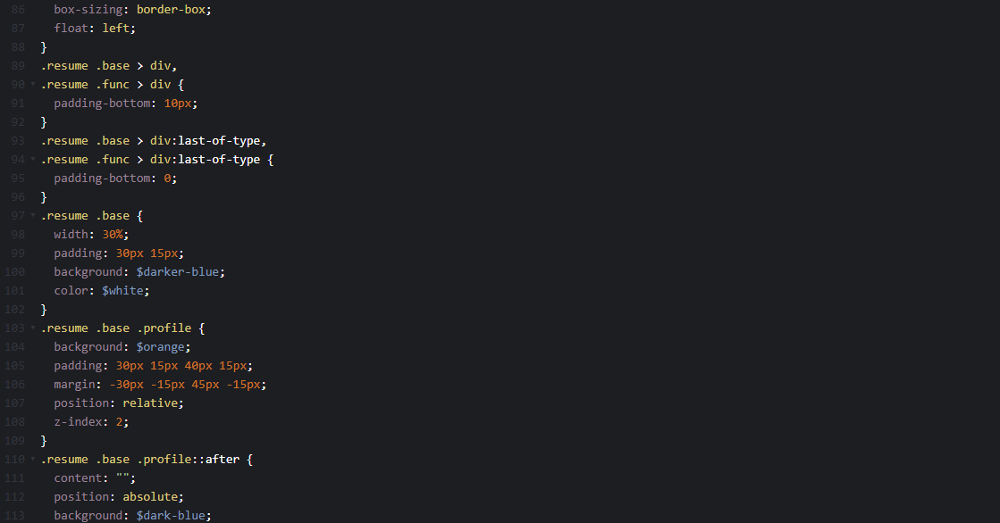 86 box-sizing: border-box;
87 float: left;
88 }
89 .resume .base > div,
90 .resume .func > div {
91 padding-bottom: 10px;
92 }
93 .resume .base > div:last-of-type,
94 .resume .func > div:last-of-type {
95 padding-bottom: 0;
96 }
97 .resume .base {
98 width: 30%;
99 padding: 30px 15px;
100 background: $darker-blue;
101 color: $white;
102 }
103 .resume .base .profile {
104 background: $orange;
105 padding: 30px 15px 40px 15px;
106 margin: -30px -15px 45px -15px;
107 position: relative;
108 z-index: 2;
109 }
110 .resume .base .profile::after {
111 content: "";
112 position: absolute;
113 background: $dark-blue;